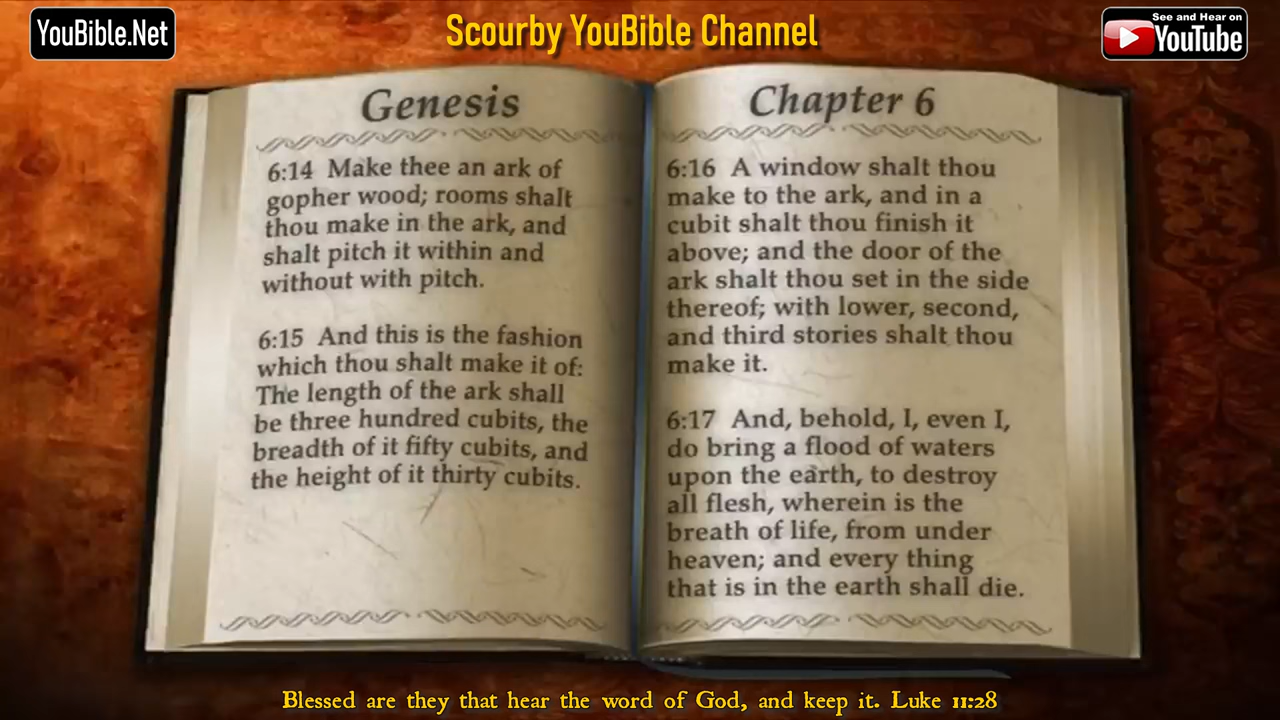 YouBible.Net
Scourby YouBible Channel
See and Hear on
YouTube
Genesis
6:14 Make thee an ark of
gopher wood; rooms shalt
thou make in the ark, and
shalt pitch it within and
without with pitch.
6:15 And this is the fashion
which thou shalt make it of:
The length of the ark shall
be three hundred cubits, the
breadth of it fifty cubits, and
the height of it thirty cubits.
Chapter 6
6:16 A window shalt thou
make to the ark, and in a
cubit shalt thou finish it
above; and the door of the
ark shalt thou set in the side
thereof; with lower, second,
and third stories shalt thou
make it.
6:17 And, behold, I, even I,
do bring a flood of waters
upon the earth, to destroy
all flesh, wherein is the
breath of life, from under
heaven; and every thing
that is in the earth shall die.
Blessed are they that hear the word of God, and keep it. Luke 11:28